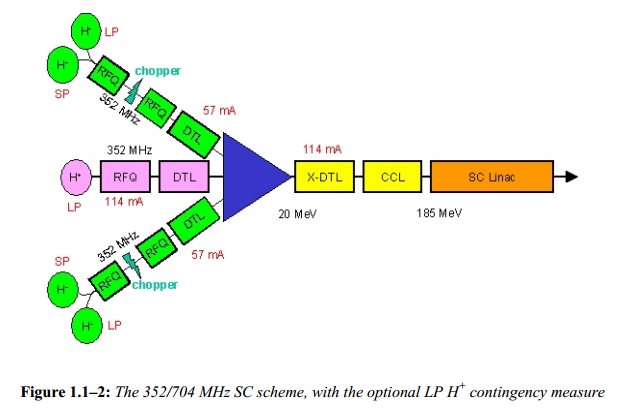 H⁻ LP
H⁻
SP
RFQ
chopper
352 MHz
RFQ
57 mA
DTL
352 MHz
114 mA
H⁺
RFQ
DTL
X-DTL
CCL
SC Linac
LP
114 mA
20 MeV
185 MeV
DTL
352 MHz
RFQ
57 mA
SP
RFQ
chopper
H⁻
H⁻ LP
Figure 1.1–2: The 352/704 MHz SC scheme, with the optional LP H⁺ contingency measure